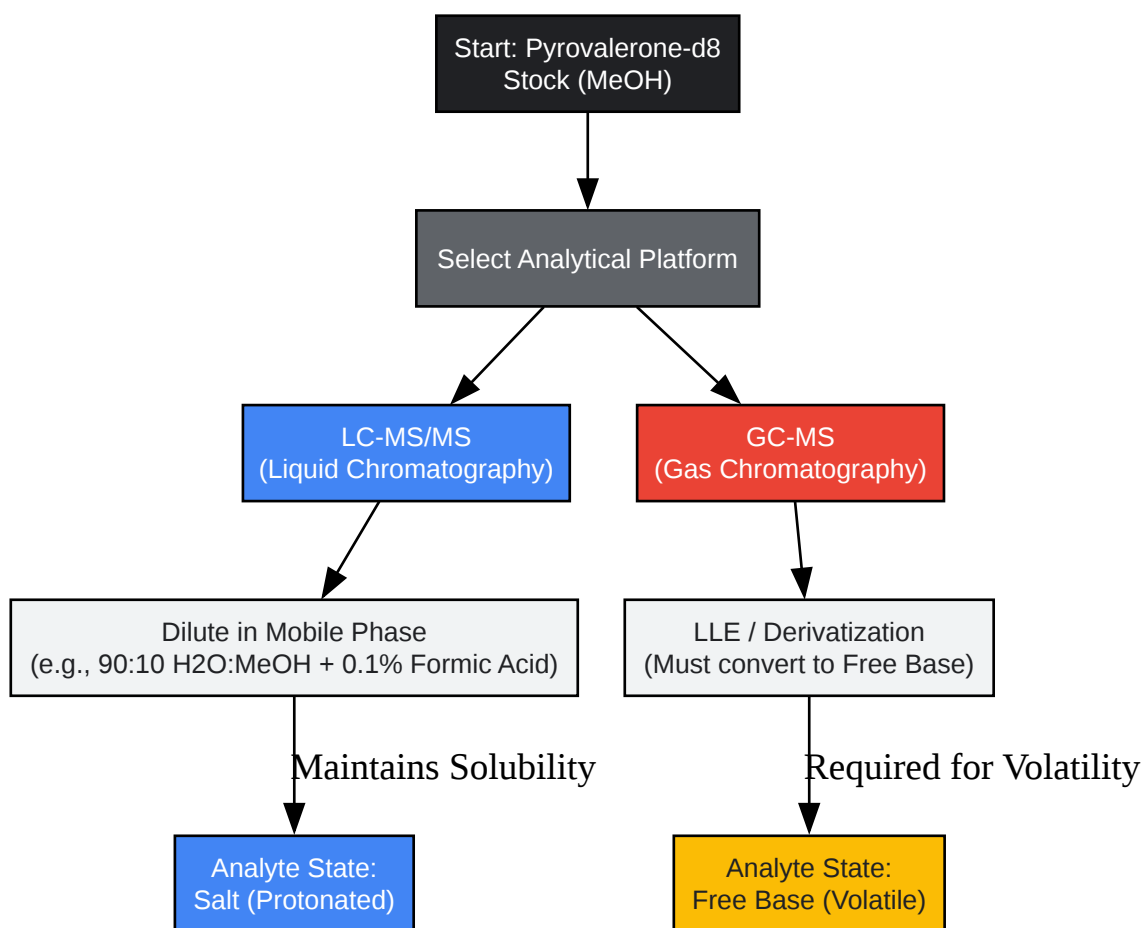 Start: Pyrovalerone-d8
Stock (MeOH)
Select Analytical Platform
LC-MS/MS
(Liquid Chromatography)
GC-MS
(Gas Chromatography)
Dilute in Mobile Phase
(e.g., 90:10 H2O:MeOH + 0.1% Formic Acid)
LLE / Derivatization
(Must convert to Free Base)
Maintains Solubility
Required for Volatility
Analyte State:
Salt (Protonated)
Analyte State:
Free Base (Volatile)